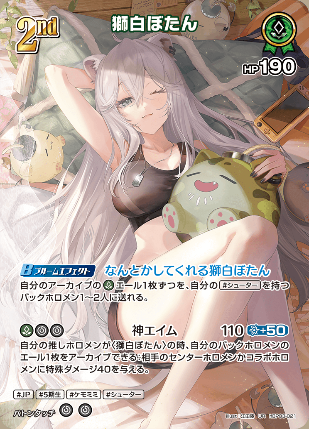 2nd
獅白ぼたん
HP190
Bブルームエフェクト なんとかしてくれる獅白ぼたん
自分のアーカイブのエール1枚ずつを、自分の#シューターを持つ
バックホロメン1~2人に送れる。
神エイム 110 +50
自分の推しホロメンが〈獅白ぼたん〉の時、自分のバックホロメンの
エール1枚をアーカイブできる:相手のセンターホロメンかコラボホロ
メンに特殊ダメージ40を与える。
#JP #5期生 #ケモミミ #シューター
バトンタッチ